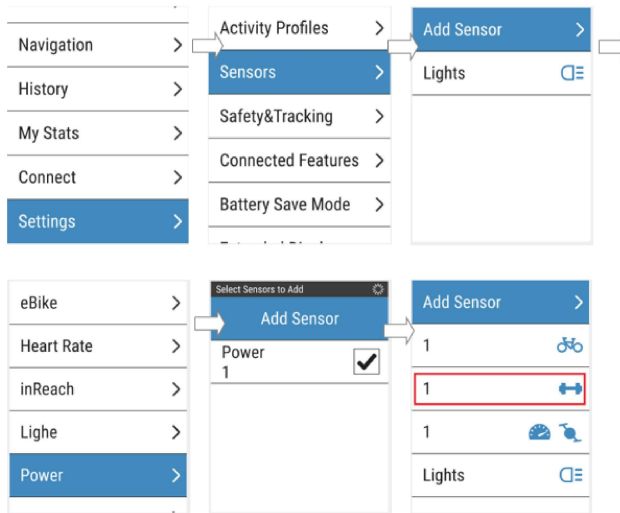 Navigation
History
My Stats
Connect
Settings
Activity Profiles
Sensors
Safety&Tracking
Connected Features
Battery Save Mode
Add Sensor
Lights
eBike
Heart Rate
inReach
Lighe
Power
Select Sensors to Add
Add Sensor
Power
1
Add Sensor
1
1
1
Lights